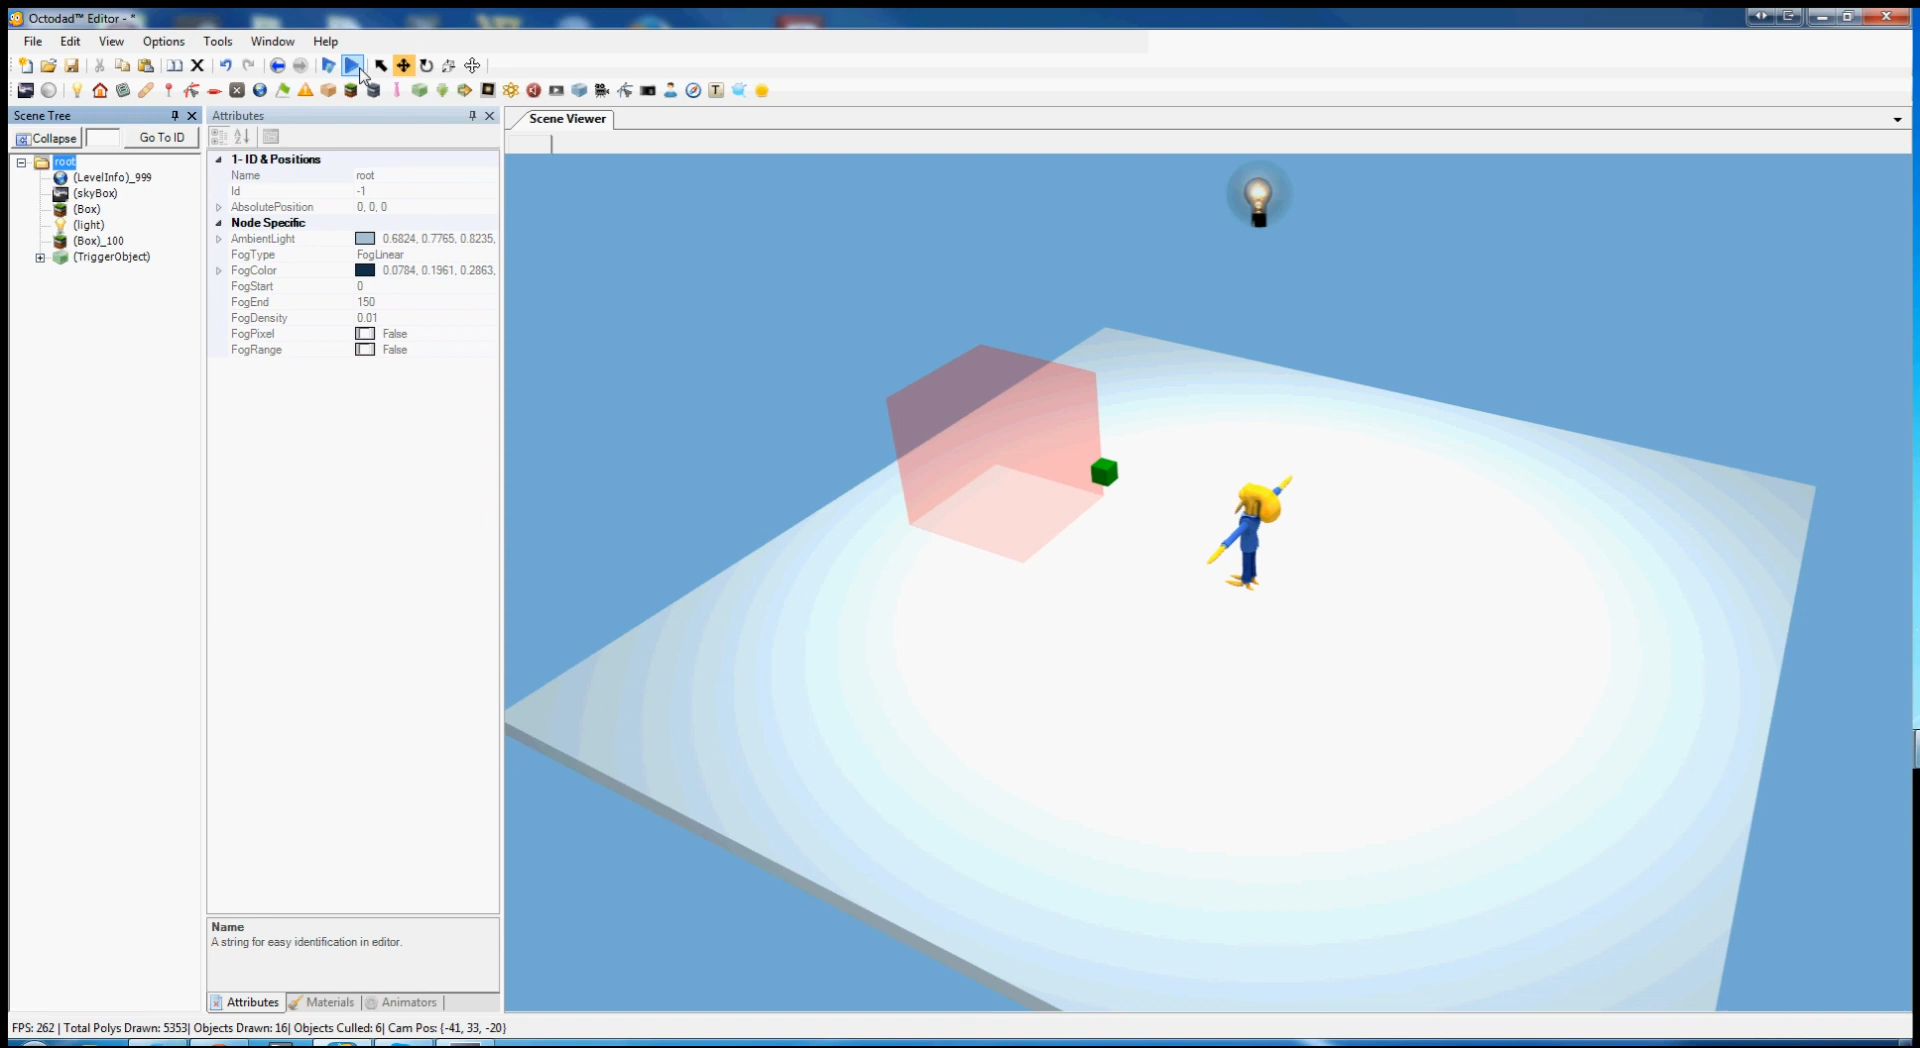 Octodad™ Editor - *
File Edit View Options Tools Window Help
Scene Tree
Collapse Go To ID
root
(LevelInfo)_999
(skyBox)
(Box)
(light)
(Box)_100
(TriggerObject)
Attributes
1- ID & Positions
Name root
Id -1
AbsolutePosition 0, 0, 0
Node Specific
AmbientLight 0.6824, 0.7765, 0.8235,
FogType FogLinear
FogColor 0.0784, 0.1961, 0.2863,
FogStart 0
FogEnd 150
FogDensity 0.01
FogPixel False
FogRange False
Name
A string for easy identification in editor.
Attributes Materials Animators
Scene Viewer
FPS: 262 | Total Polys Drawn: 5353| Objects Drawn: 16| Objects Culled: 6| Cam Pos: {-41, 33, -20}